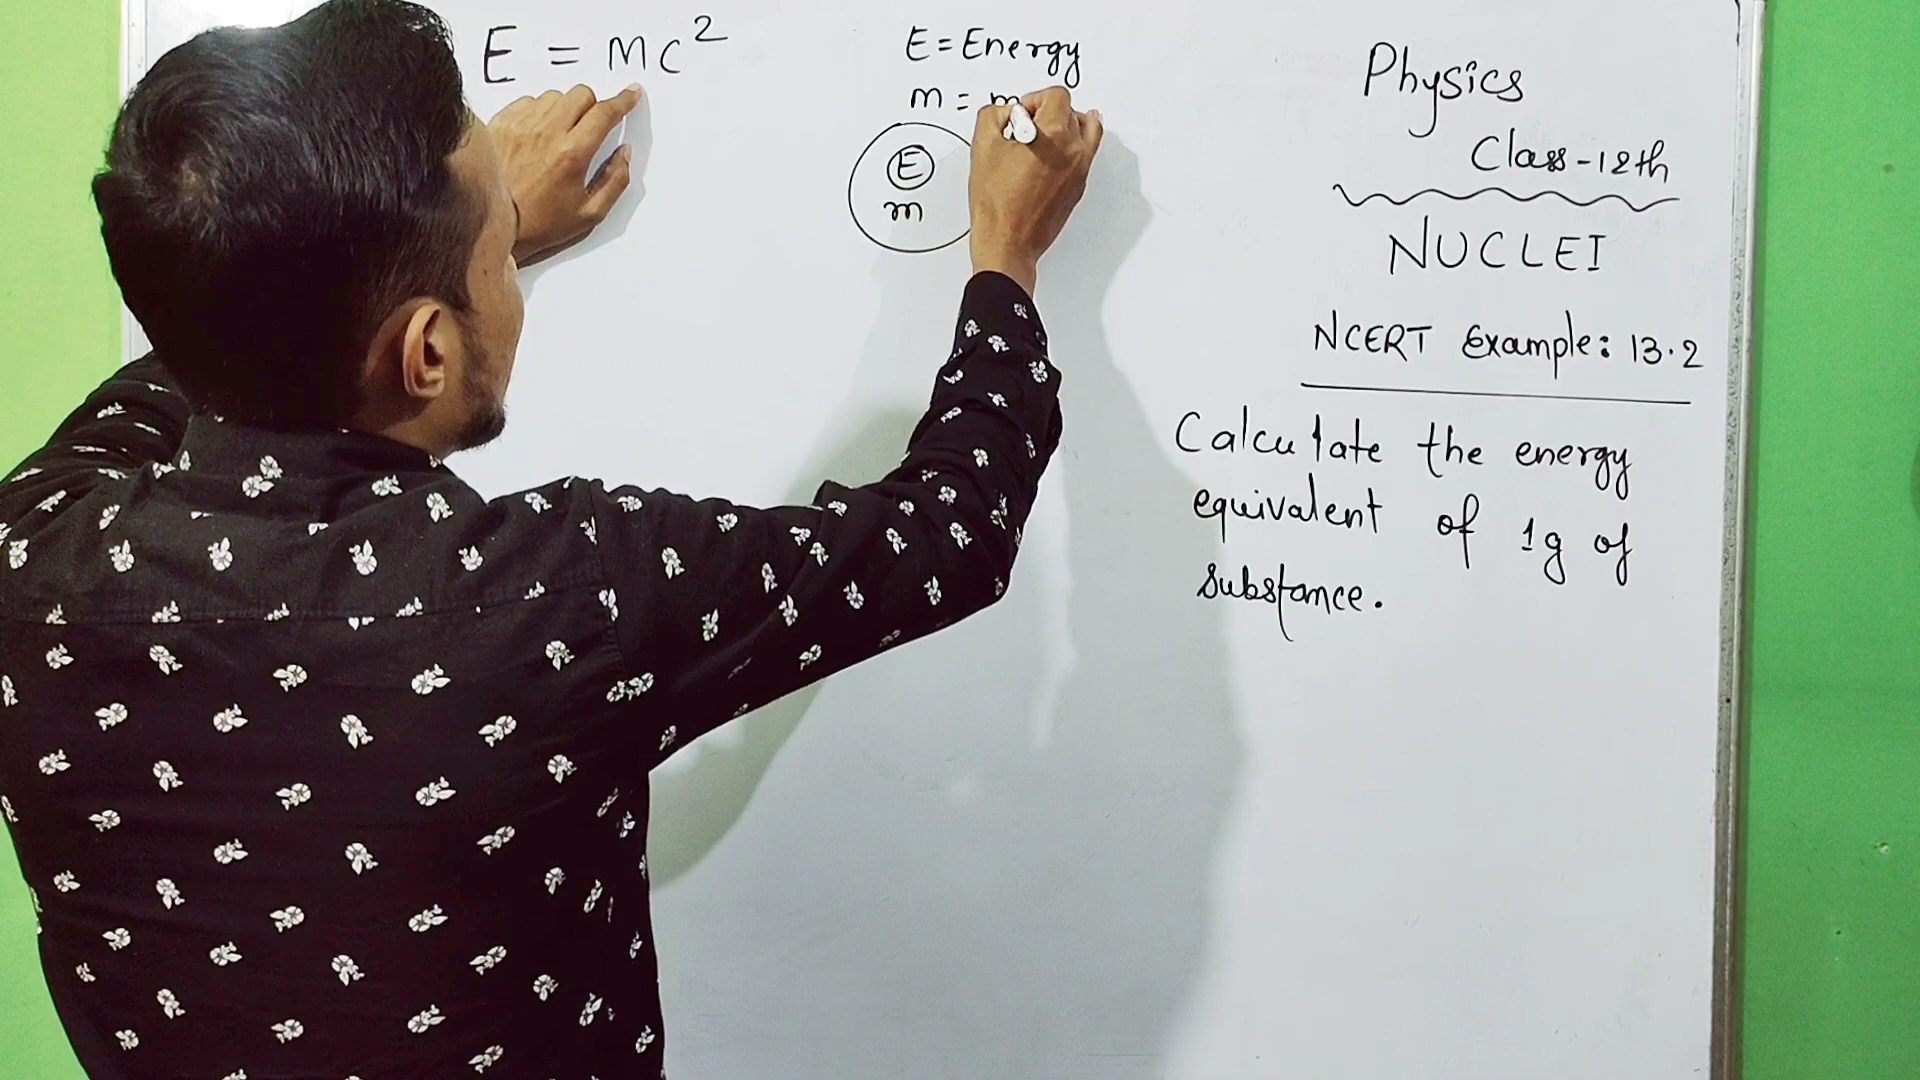 E = mc²
E = Energy
m = m
E
m
Physics
Class-12th
NUCLEI
NCERT Example: 13.2
Calculate the energy
equivalent of 1g of
substance.